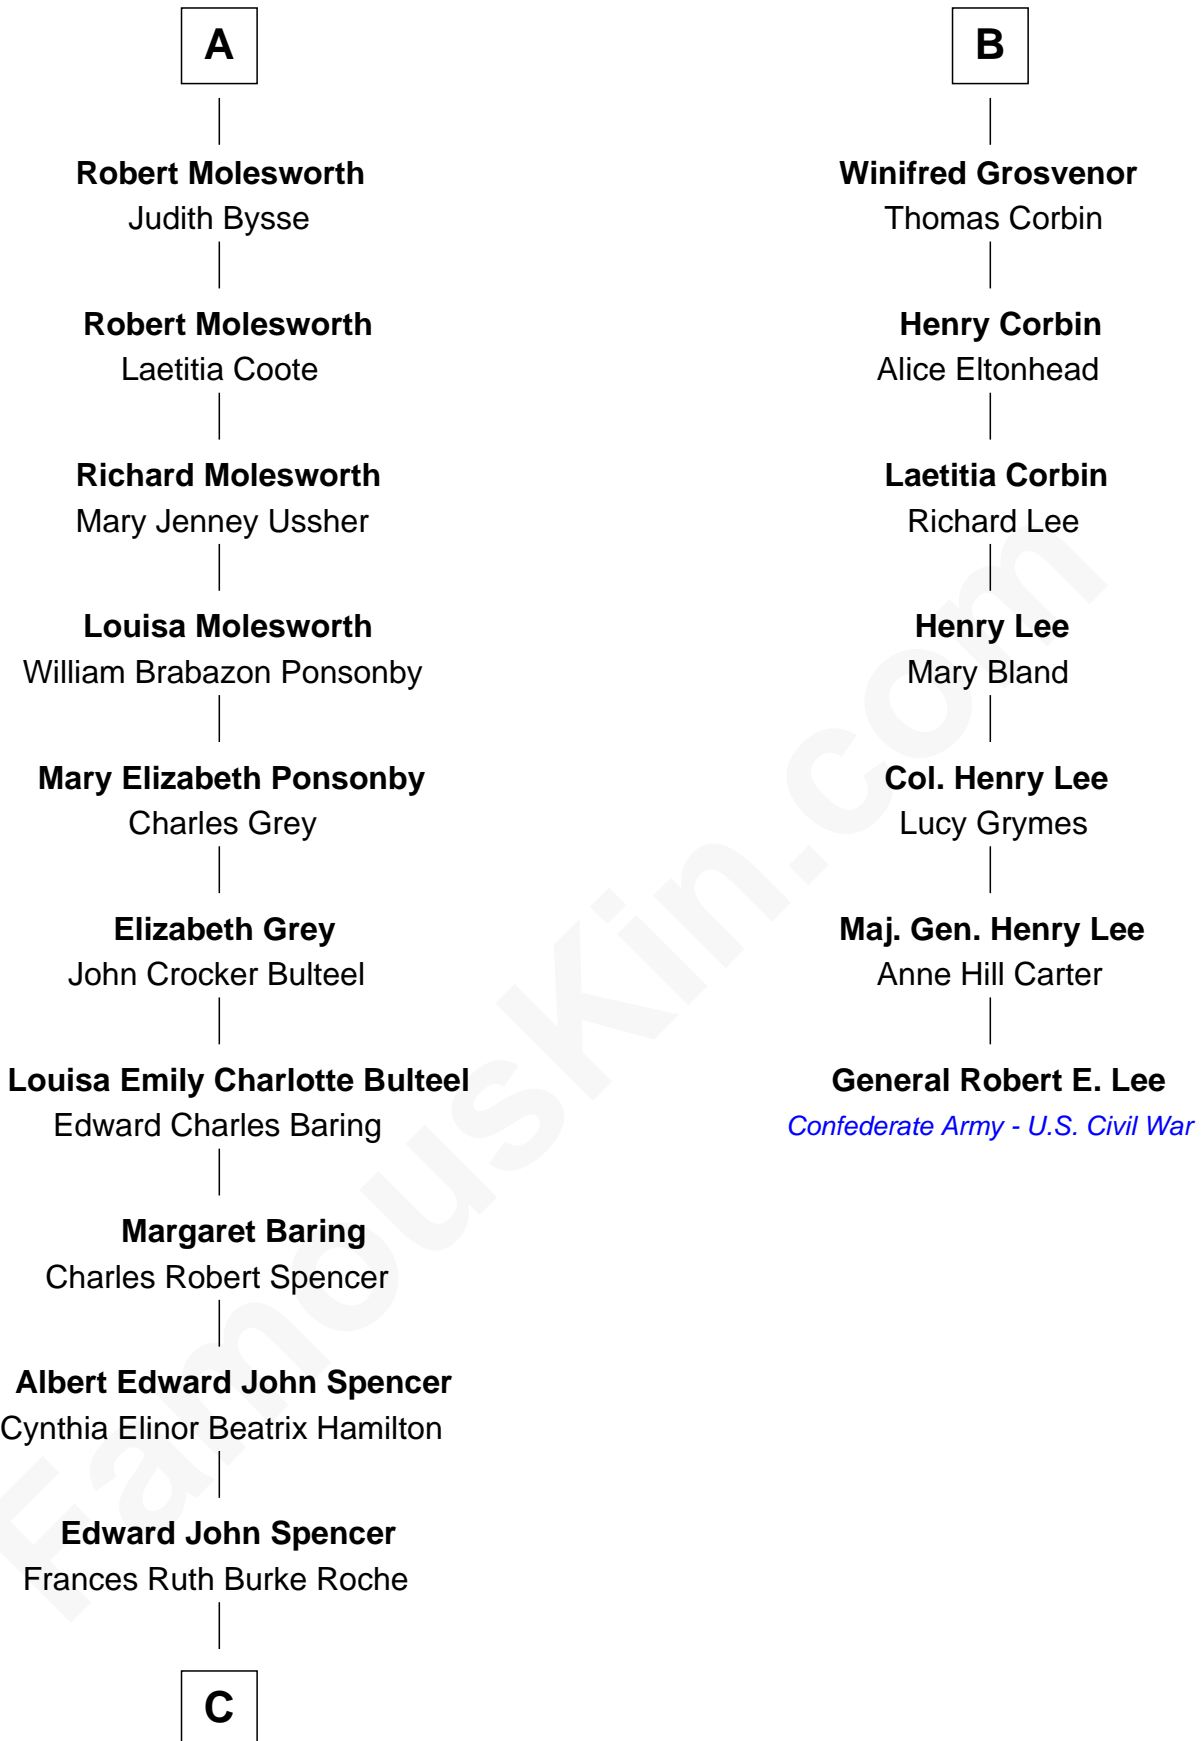 A
Robert Molesworth
Judith Bysse
Robert Molesworth
Laetitia Coote
Richard Molesworth
Mary Jenney Ussher
Louisa Molesworth
William Brabazon Ponsonby
Mary Elizabeth Ponsonby
Charles Grey
Elizabeth Grey
John Crocker Bulteel
Louisa Emily Charlotte Bulteel
Edward Charles Baring
Margaret Baring
Charles Robert Spencer
Albert Edward John Spencer
Cynthia Elinor Beatrix Hamilton
Edward John Spencer
Frances Ruth Burke Roche
C
B
Winifred Grosvenor
Thomas Corbin
Henry Corbin
Alice Eltonhead
Laetitia Corbin
Richard Lee
Henry Lee
Mary Bland
Col. Henry Lee
Lucy Grymes
Maj. Gen. Henry Lee
Anne Hill Carter
General Robert E. Lee
Confederate Army - U.S. Civil War
FamousKin.com